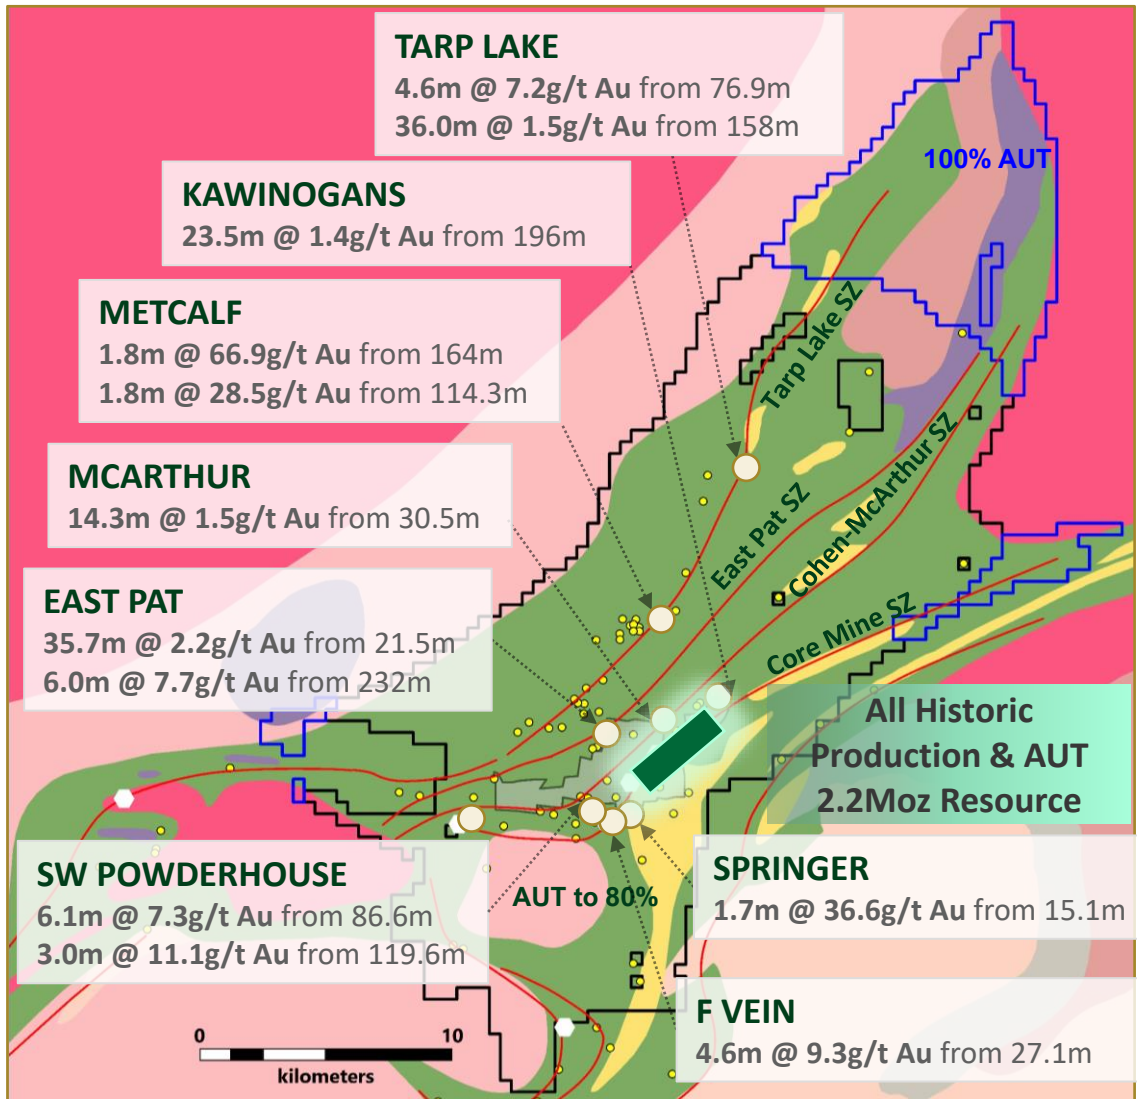 TARP LAKE
4.6m @ 7.2g/t Au from 76.9m
36.0m @ 1.5g/t Au from 158m
100% AUT
KAWINOGANS
23.5m @ 1.4g/t Au from 196m
METCALF
1.8m @ 66.9g/t Au from 164m
1.8m @ 28.5g/t Au from 114.3m
Tarp Lake SZ
MCARTHUR
14.3m @ 1.5g/t Au from 30.5m
East Pat SZ
Cohen-McArthur SZ
EAST PAT
35.7m @ 2.2g/t Au from 21.5m
6.0m @ 7.7g/t Au from 232m
Core Mine SZ
All Historic
Production & AUT
2.2Moz Resource
SW POWDERHOUSE
6.1m @ 7.3g/t Au from 86.6m
3.0m @ 11.1g/t Au from 119.6m
AUT to 80%
SPRINGER
1.7m @ 36.6g/t Au from 15.1m
F VEIN
4.6m @ 9.3g/t Au from 27.1m
0 10
kilometers